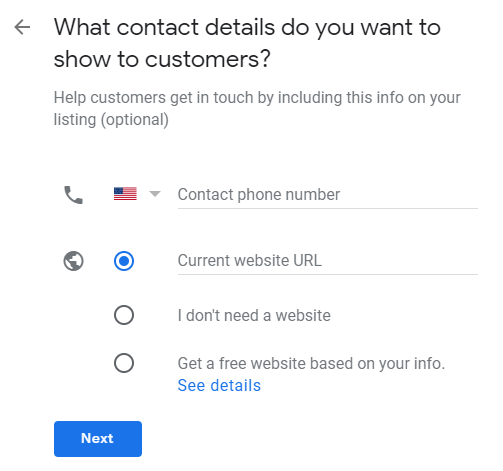 What contact details do you want to
show to customers?
Help customers get in touch by including this info on your
listing (optional)
Contact phone number
Current website URL
I don't need a website
Get a free website based on your info.
See details
Next